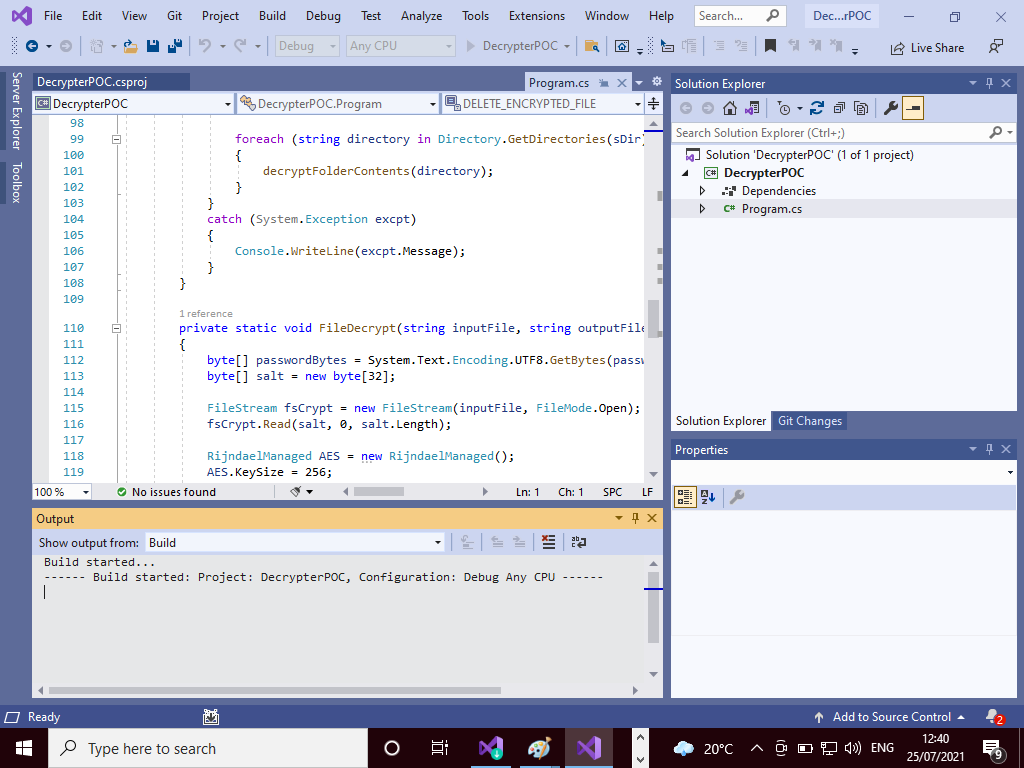 File Edit View Git Project Build Debug Test Analyze Tools Extensions Window Help Search... Dec...rPOC
Debug Any CPU DecrypterPOC Live Share
Server Explorer
Toolbox
DecrypterPOC.csproj Program.cs
DecrypterPOC DecrypterPOC.Program DELETE_ENCRYPTED_FILE
98
99 foreach (string directory in Directory.GetDirectories(sDir)
100 {
101 decryptFolderContents(directory);
102 }
103 }
104 catch (System.Exception excpt)
105 {
106 Console.WriteLine(excpt.Message);
107 }
108 }
109
1 reference
110 private static void FileDecrypt(string inputFile, string outputFile
111 {
112 byte[] passwordBytes = System.Text.Encoding.UTF8.GetBytes(passw
113 byte[] salt = new byte[32];
114
115 FileStream fsCrypt = new FileStream(inputFile, FileMode.Open);
116 fsCrypt.Read(salt, 0, salt.Length);
117
118 RijndaelManaged AES = new RijndaelManaged();
119 AES.KeySize = 256;
100 % No issues found Ln: 1 Ch: 1 SPC LF
Output
Show output from: Build
Build started...
------ Build started: Project: DecrypterPOC, Configuration: Debug Any CPU ------
Solution Explorer
Search Solution Explorer (Ctrl+;)
Solution 'DecrypterPOC' (1 of 1 project)
C# DecrypterPOC
Dependencies
C# Program.cs
Solution Explorer Git Changes
Properties
Ready Add to Source Control 2
Type here to search 20°C ENG 12:40
25/07/2021 9